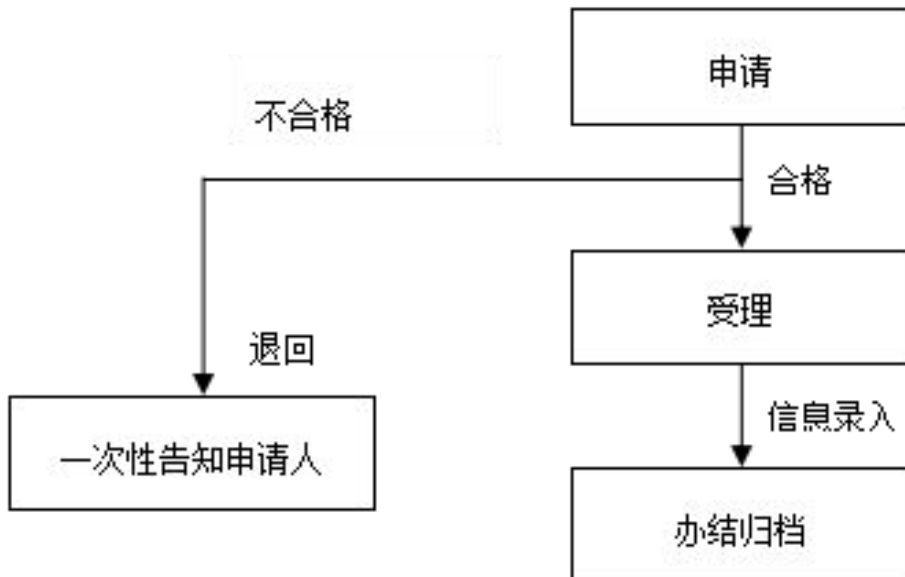 申请
不合格
合格
受理
退回
信息录入
一次性告知申请人
办结归档